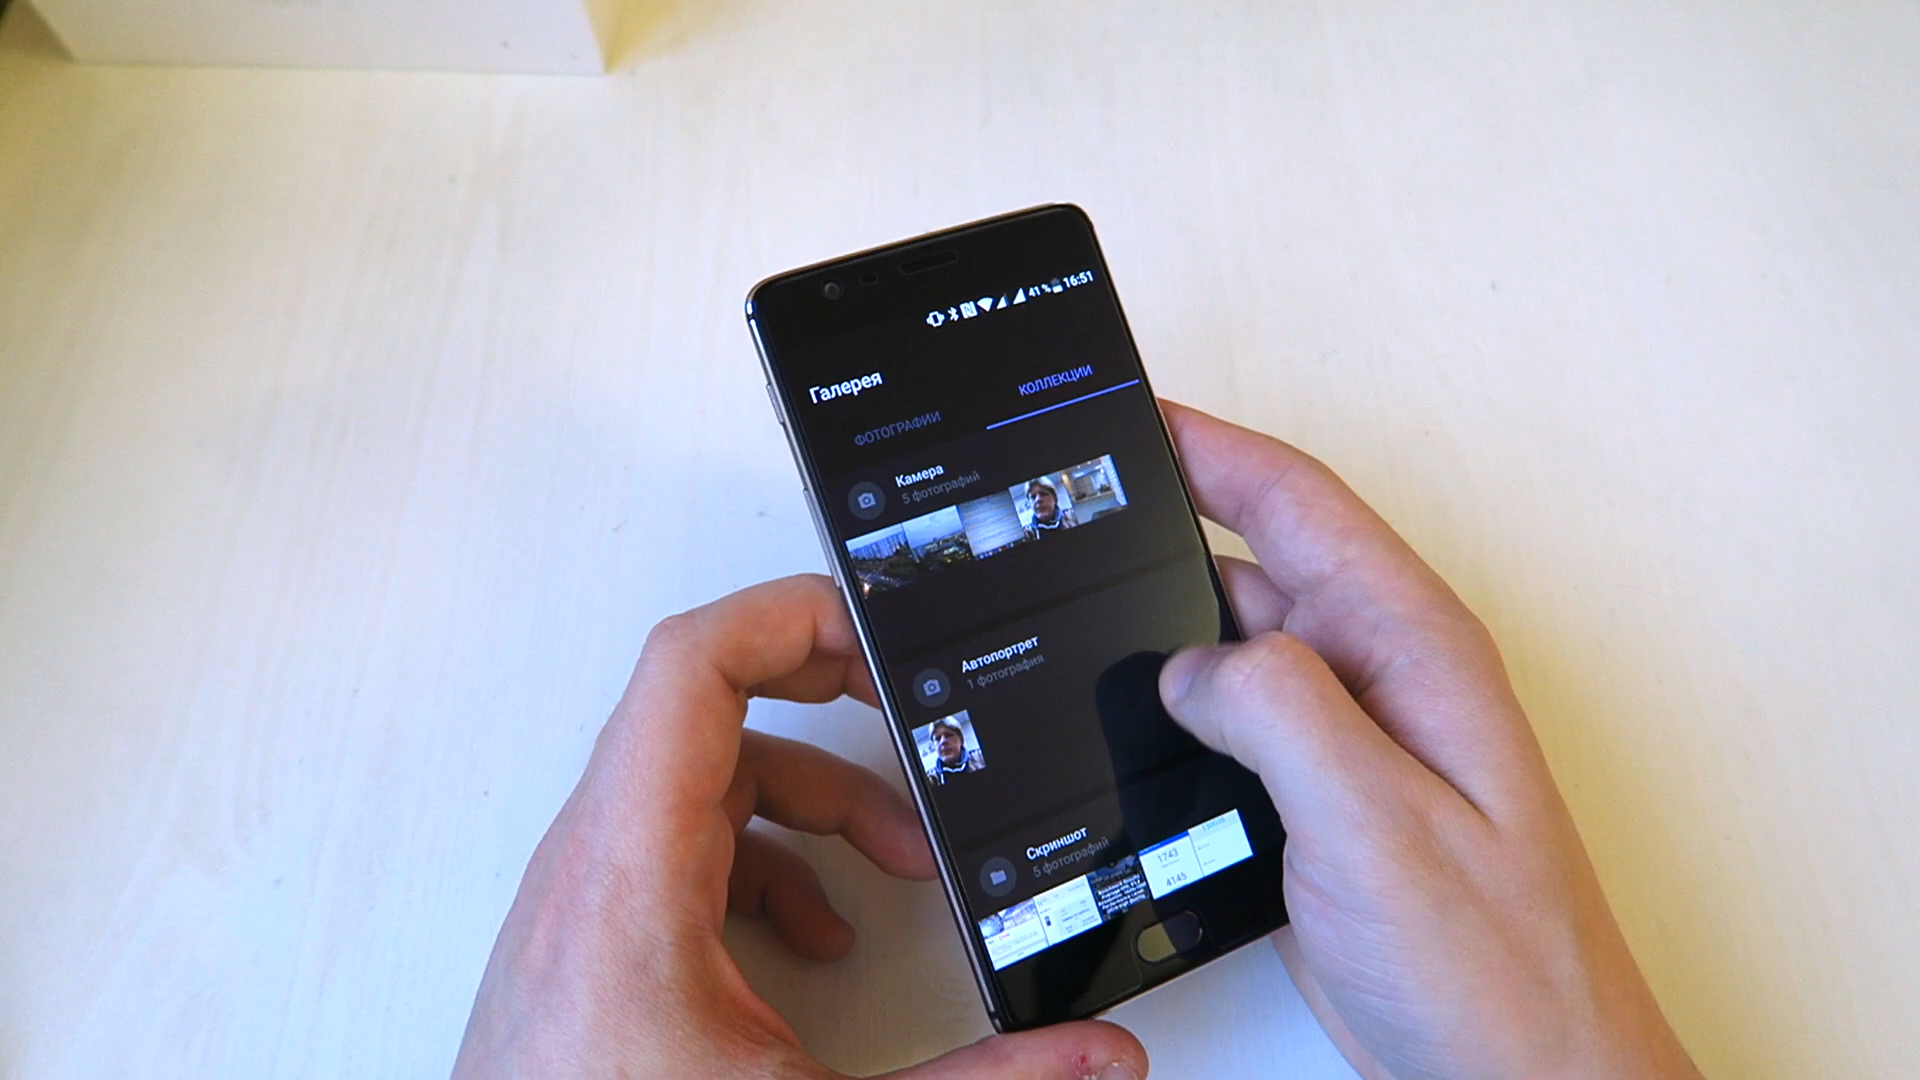 41 % 16:51
Галерея
ФОТОГРАФИИ
КОЛЛЕКЦИИ
Камера
5 фотографий
Автопортрет
1 фотография
Скриншот
5 фотографий
1743
4145